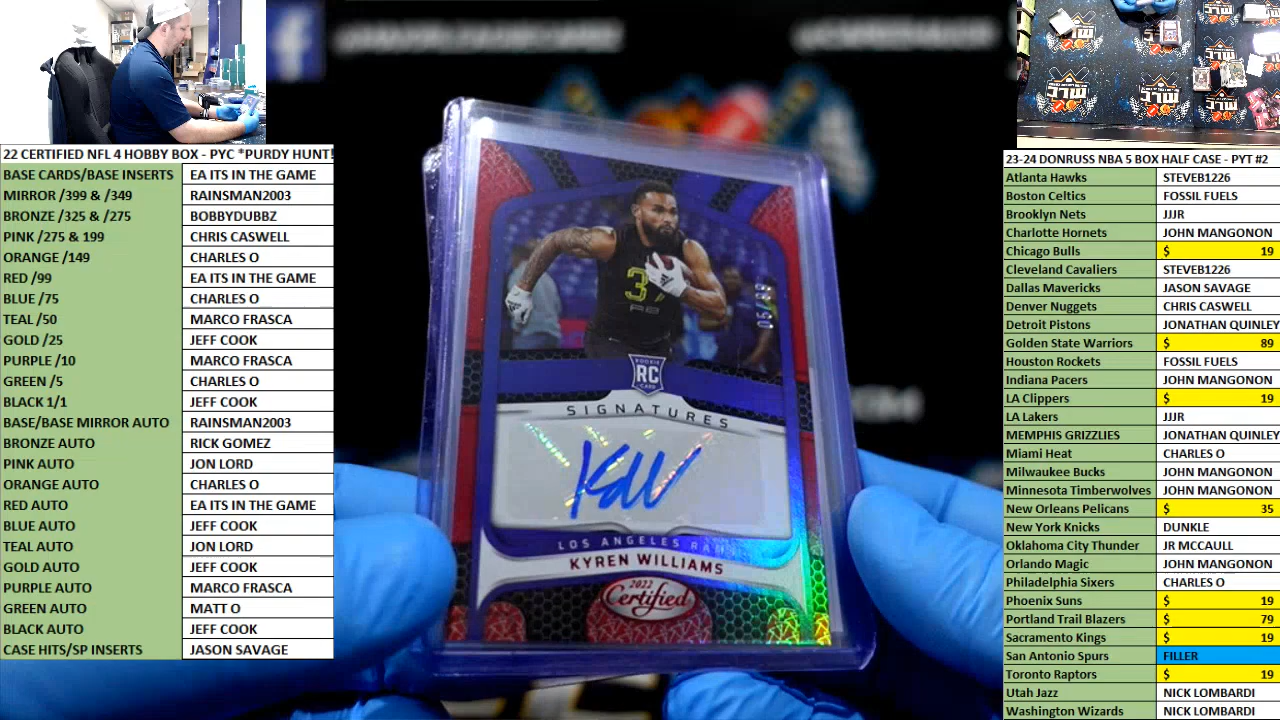 22 CERTIFIED NFL 4 HOBBY BOX - PYC *PURDY HUNT!
BASE CARDS/BASE INSERTS EA ITS IN THE GAME
MIRROR /399 & /349 RAINSMAN2003
BRONZE /325 & /275 BOBBYDUBBZ
PINK /275 & 199 CHRIS CASWELL
ORANGE /149 CHARLES O
RED /99 EA ITS IN THE GAME
BLUE /75 CHARLES O
TEAL /50 MARCO FRASCA
GOLD /25 JEFF COOK
PURPLE /10 MARCO FRASCA
GREEN /5 CHARLES O
BLACK 1/1 JEFF COOK
BASE/BASE MIRROR AUTO RAINSMAN2003
BRONZE AUTO RICK GOMEZ
PINK AUTO JON LORD
ORANGE AUTO CHARLES O
RED AUTO EA ITS IN THE GAME
BLUE AUTO JEFF COOK
TEAL AUTO JON LORD
GOLD AUTO JEFF COOK
PURPLE AUTO MARCO FRASCA
GREEN AUTO MATT O
BLACK AUTO JEFF COOK
CASE HITS/SP INSERTS JASON SAVAGE
ROOKIE
RC
CARD
SIGNATURES
KW
LOS ANGELES RAMS
KYREN WILLIAMS
2022
Certified
23-24 DONRUSS NBA 5 BOX HALF CASE - PYT #2
Atlanta Hawks STEVEB1226
Boston Celtics FOSSIL FUELS
Brooklyn Nets JJJR
Charlotte Hornets JOHN MANGONON
Chicago Bulls $ 19
Cleveland Cavaliers STEVEB1226
Dallas Mavericks JASON SAVAGE
Denver Nuggets CHRIS CASWELL
Detroit Pistons JONATHAN QUINLEY
Golden State Warriors $ 89
Houston Rockets FOSSIL FUELS
Indiana Pacers JOHN MANGONON
LA Clippers $ 19
LA Lakers JJJR
MEMPHIS GRIZZLIES JONATHAN QUINLEY
Miami Heat CHARLES O
Milwaukee Bucks JOHN MANGONON
Minnesota Timberwolves JOHN MANGONON
New Orleans Pelicans $ 35
New York Knicks DUNKLE
Oklahoma City Thunder JR MCCAULL
Orlando Magic JOHN MANGONON
Philadelphia Sixers CHARLES O
Phoenix Suns $ 19
Portland Trail Blazers $ 79
Sacramento Kings $ 19
San Antonio Spurs FILLER
Toronto Raptors $ 19
Utah Jazz NICK LOMBARDI
Washington Wizards NICK LOMBARDI